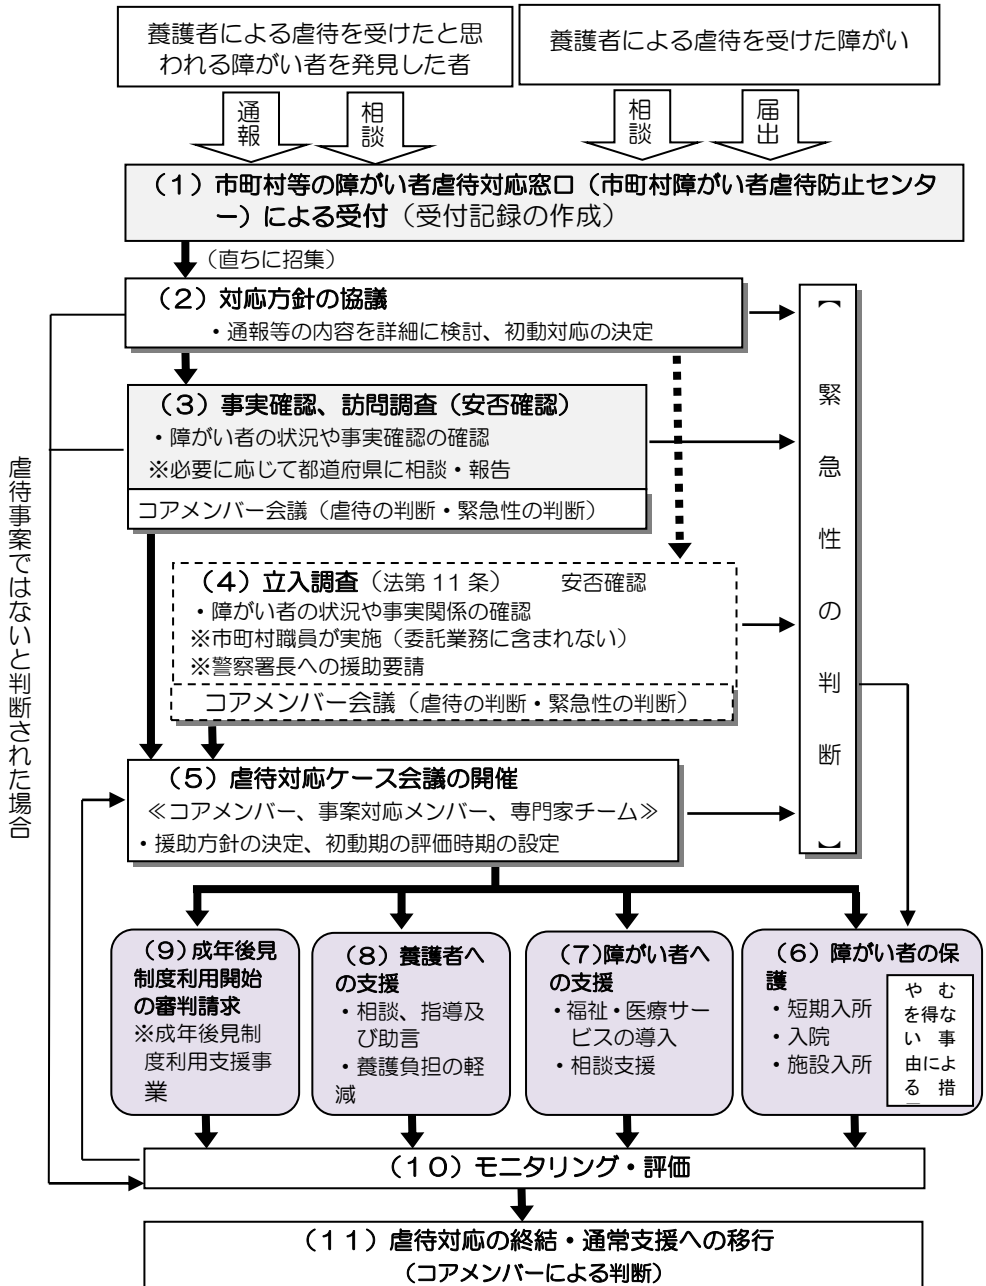 養護者による虐待を受けたと思
われる障がい者を発見した者
養護者による虐待を受けた障がい
通報
相談
相談
届出
（１）市町村等の障がい者虐待対応窓口（市町村障がい者虐待防止センタ
ー）による受付（受付記録の作成）
（直ちに招集）
（２）対応方針の協議
・通報等の内容を詳細に検討、初動対応の決定
（３）事実確認、訪問調査（安否確認）
・障がい者の状況や事実確認の確認
※必要に応じて都道府県に相談・報告
コアメンバー会議（虐待の判断・緊急性の判断）
（４）立入調査（法第 11 条）　安否確認
・障がい者の状況や事実関係の確認
※市町村職員が実施（委託業務に含まれない）
※警察署長への援助要請
コアメンバー会議（虐待の判断・緊急性の判断）
（５）虐待対応ケース会議の開催
≪コアメンバー、事案対応メンバー、専門家チーム≫
・援助方針の決定、初動期の評価時期の設定
【緊急性の判断】
虐待事案ではないと判断された場合
（９）成年後見
制度利用開始
の審判請求
※成年後見制
度利用支援事
業
（８）養護者へ
の支援
・相談、指導及
び助言
・養護負担の軽
減
（７）障がい者へ
の支援
・福祉・医療サー
ビスの導入
・相談支援
（６）障がい者の保
護
・短期入所
・入院
・施設入所
や む
を得な
い 事
由によ
る 措
（１０）モニタリング・評価
（１１）虐待対応の終結・通常支援への移行
（コアメンバーによる判断）